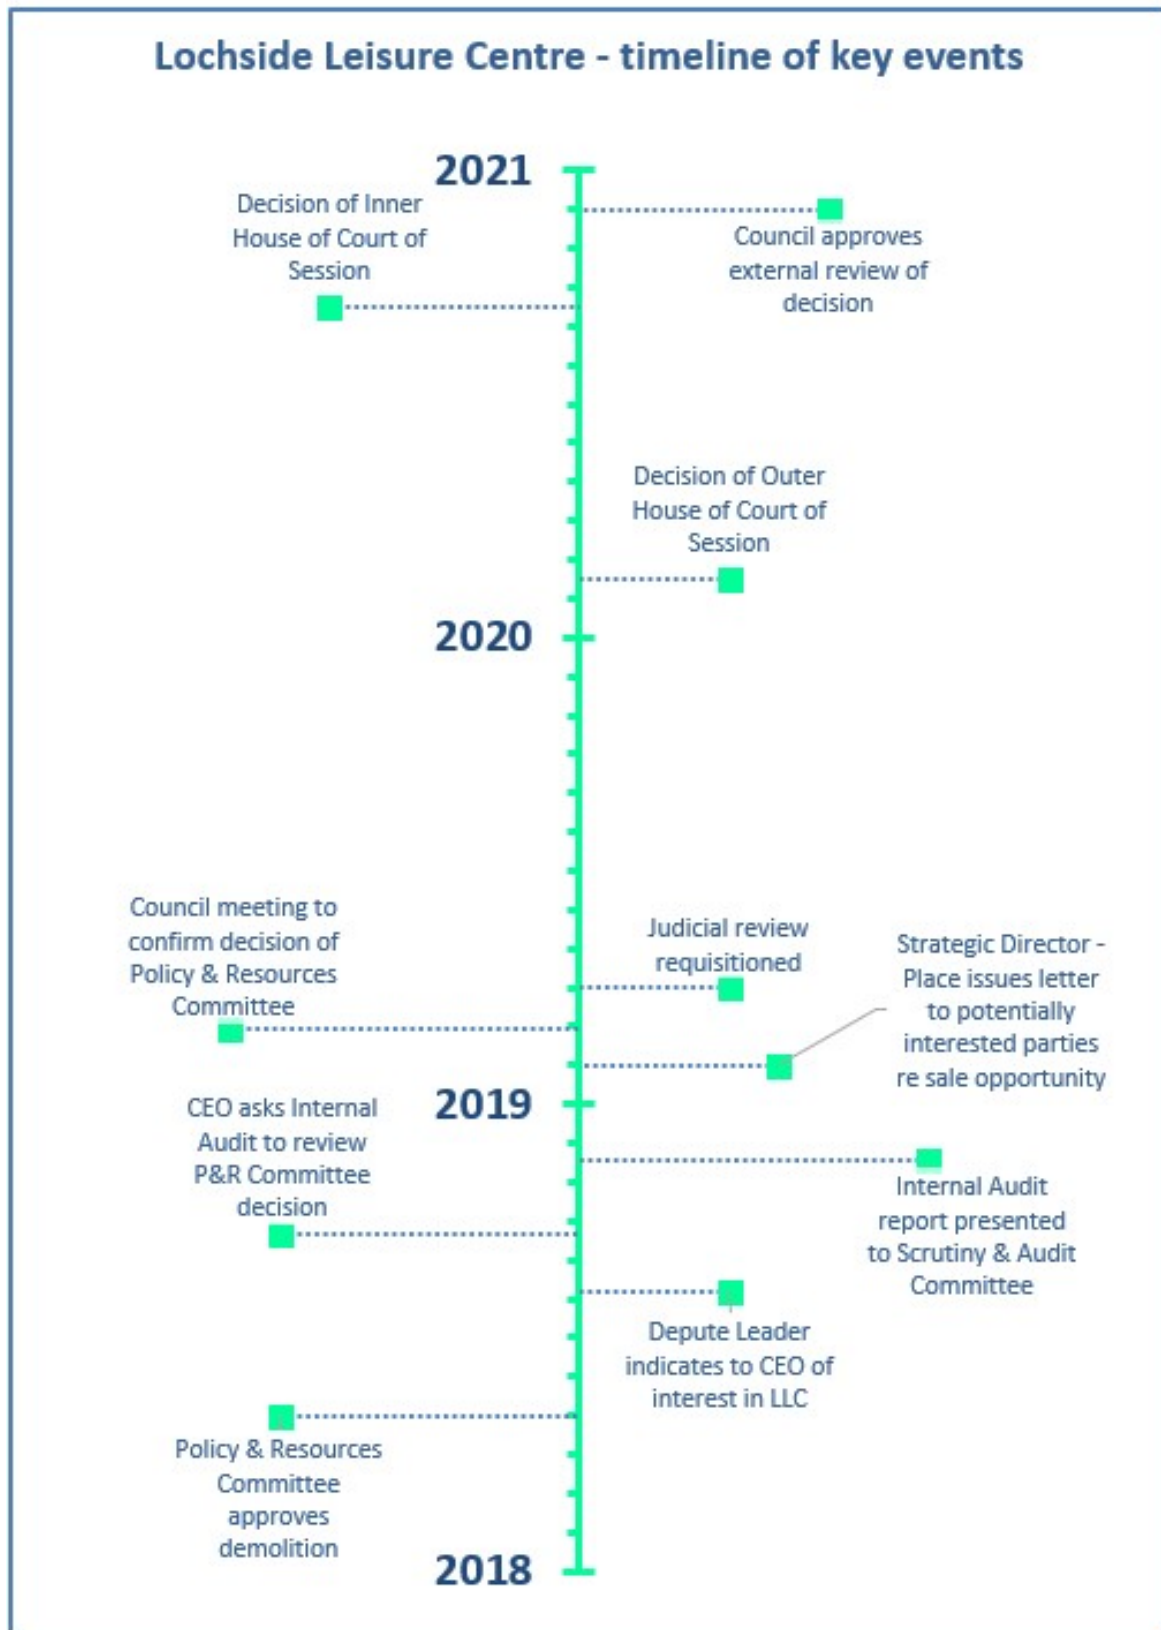 Lochside Leisure Centre - timeline of key events
2021
Decision of Inner
House of Court of
Session
Council approves
external review of
decision
Decision of Outer
House of Court of
Session
2020
Council meeting to
confirm decision of
Policy & Resources
Committee
Judicial review
requisitioned
Strategic Director -
Place issues letter
to potentially
interested parties
re sale opportunity
2019
CEO asks Internal
Audit to review
P&R Committee
decision
Internal Audit
report presented
to Scrutiny & Audit
Committee
Depute Leader
indicates to CEO of
interest in LLC
Policy & Resources
Committee
approves
demolition
2018